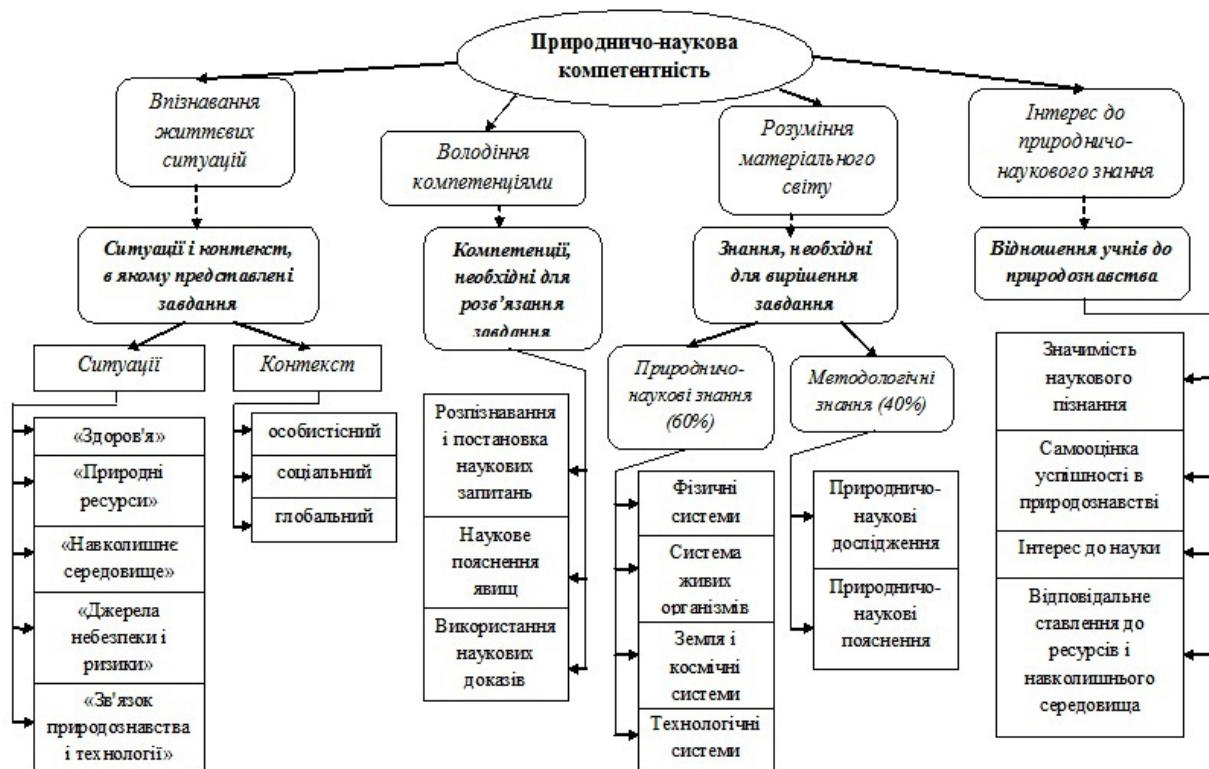 Природничо-наукова
компетентність
Впізнавання
життєвих
ситуацій
Володіння
компетенціями
Розуміння
матеріального
світу
Інтерес до
природничо-
наукового знання
Ситуації і контекст,
в якому представлені
завдання
Компетенції,
необхідні для
розв’язання
завдання
Знання, необхідні
для вирішення
завдання
Відношення учнів до
природознавства
Ситуації
Контекст
Природничо-
наукові знання
(60%)
Методологічні
знання (40%)
«Здоров'я»
«Природні
ресурси»
«Навколишнє
середовище»
«Джерела
небезпеки і
ризики»
«Зв'язок
природознавства
і технології»
особистісний
соціальний
глобальний
Розпізнавання
і постановка
наукових
запитань
Наукове
пояснення
явищ
Використання
наукових
доказів
Фізичні
системи
Система
живих
організмів
Земля і
космічні
системи
Технологічні
системи
Природничо-
наукові
дослідження
Природничо-
наукові
пояснення
Значимість
наукового
пізнання
Самооцінка
успішності в
природознавстві
Інтерес до науки
Відповідальне
ставлення до
ресурсів і
навколишнього
середовища